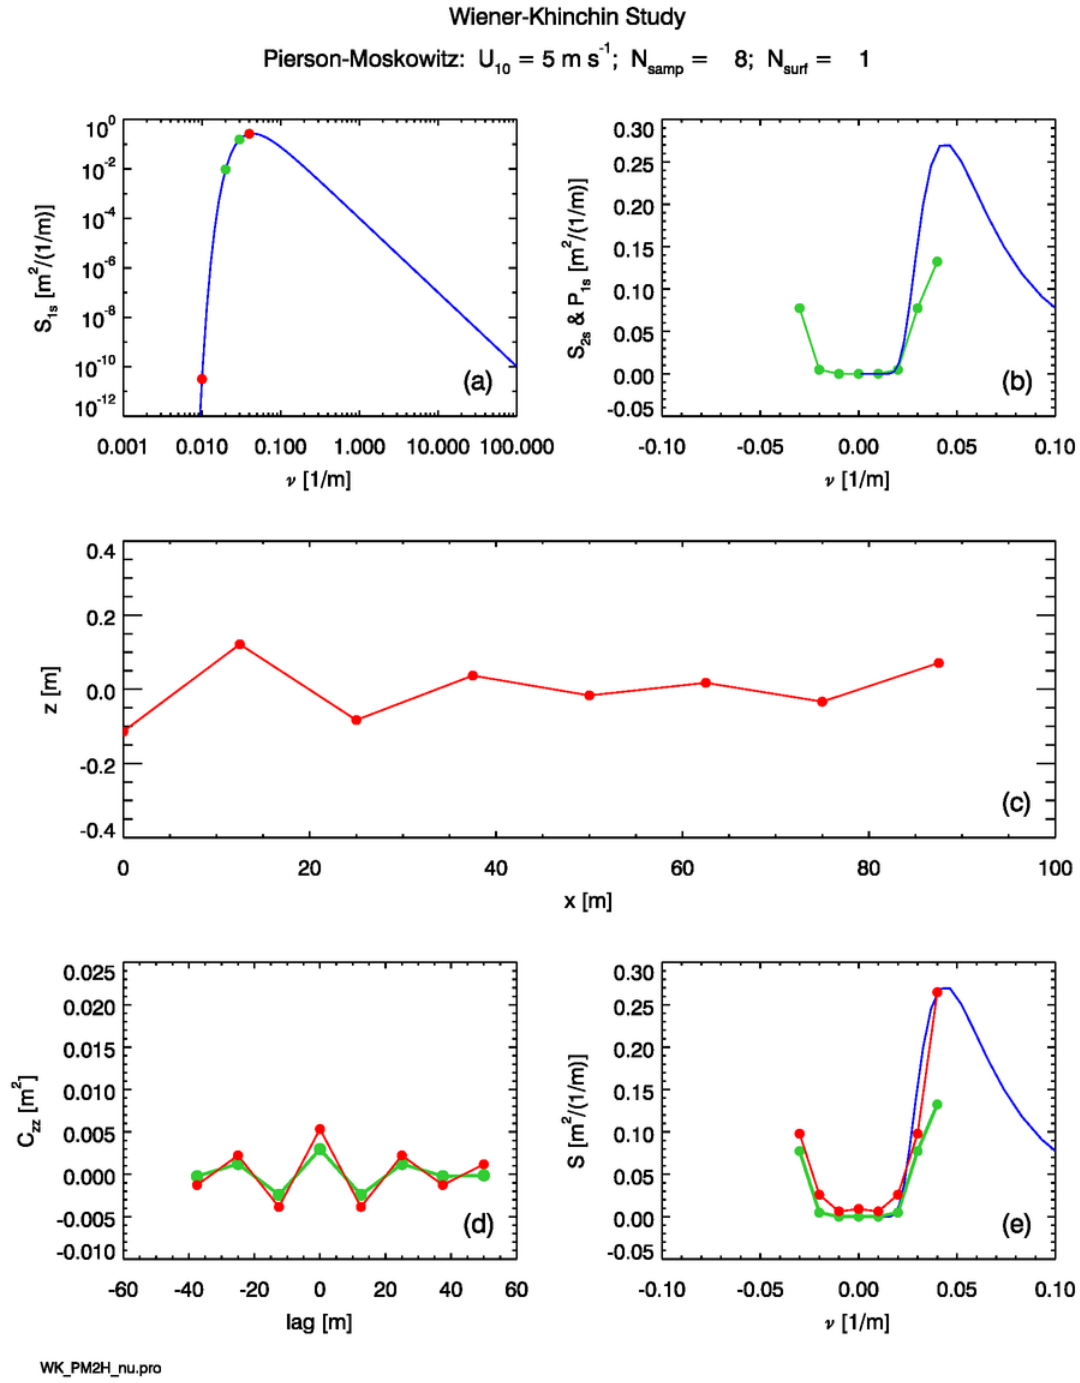 Wiener-Khinchin Study
Pierson-Moskowitz: U10 = 5 m s-1; Nsamp = 8; Nsurf = 1
S1s [m2/(1/m)]
10^0
10^-2
10^-4
10^-6
10^-8
10^-10
10^-12
(a)
0.001 0.010 0.100 1.000 10.000 100.000
ν [1/m]
S2s & P1s [m2/(1/m)]
0.30
0.25
0.20
0.15
0.10
0.05
0.00
-0.05
(b)
-0.10 -0.05 0.00 0.05 0.10
ν [1/m]
z [m]
0.4
0.2
0.0
-0.2
-0.4
(c)
0 20 40 60 80 100
x [m]
Czz [m2]
0.025
0.020
0.015
0.010
0.005
0.000
-0.005
-0.010
(d)
-60 -40 -20 0 20 40 60
lag [m]
S [m2/(1/m)]
0.30
0.25
0.20
0.15
0.10
0.05
0.00
-0.05
(e)
-0.10 -0.05 0.00 0.05 0.10
ν [1/m]
WK_PM2H_nu.pro